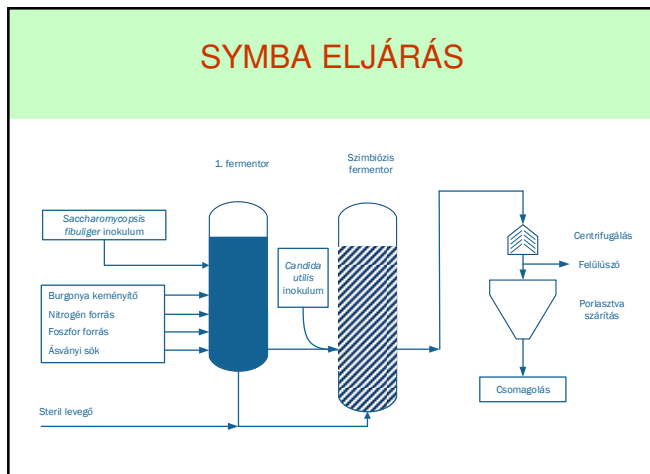 SYMBA ELJÁRÁS
1. fermentor
Szimbiózis
fermentor
Saccharomycopsis
fibuliger inokulum
Candida
utilis
inokulum
Burgonya keményítő
Nitrogén forrás
Foszfor forrás
Ásványi sók
Steril levegő
Centrifugálás
Felülúszó
Porlasztva
szárítás
Csomagolás